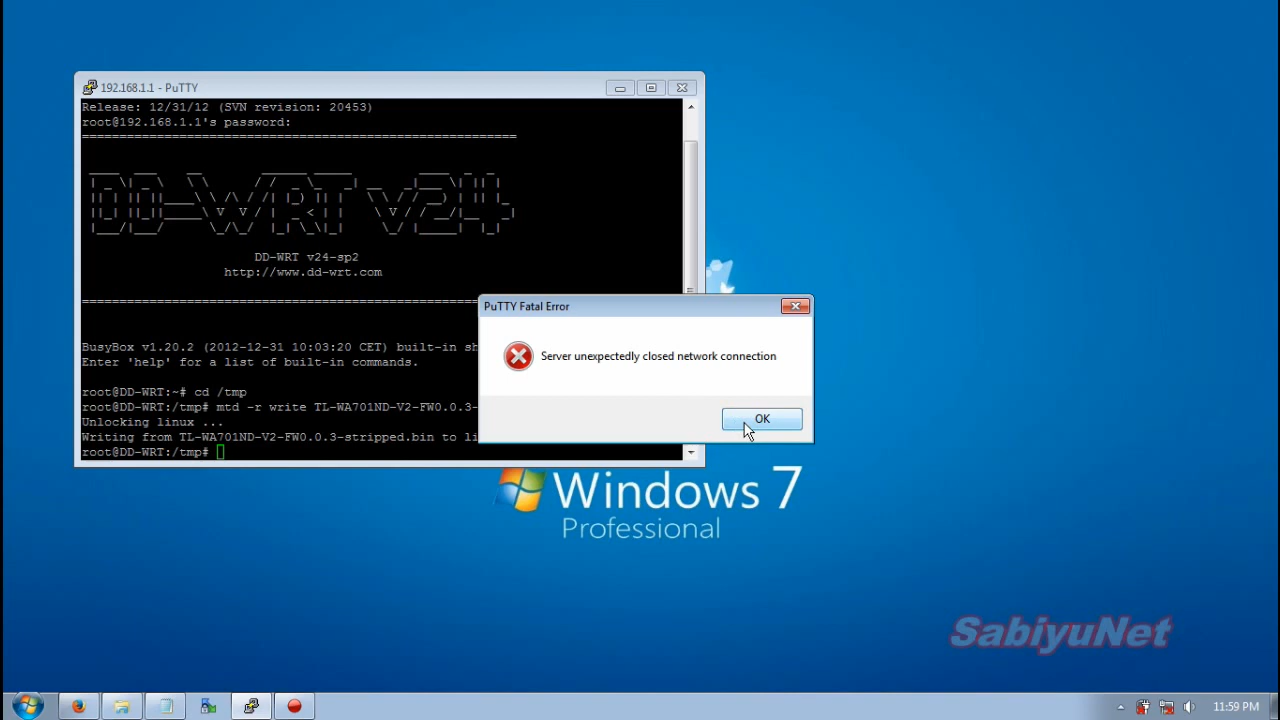 192.168.1.1 - PuTTY
Release: 12/31/12 (SVN revision: 20453)
root@192.168.1.1's password:
==========================================================
DD-WRT v24
DD-WRT v24-sp2
http://www.dd-wrt.com
==========================================================
BusyBox v1.20.2 (2012-12-31 10:03:20 CET) built-in sh
Enter 'help' for a list of built-in commands.
root@DD-WRT:~# cd /tmp
root@DD-WRT:/tmp# mtd -r write TL-WA701ND-V2-FW0.0.3-
Unlocking linux ...
Writing from TL-WA701ND-V2-FW0.0.3-stripped.bin to li
root@DD-WRT:/tmp#
PuTTY Fatal Error
Server unexpectedly closed network connection
OK
Windows 7
Professional
SabiyuNet
11:59 PM